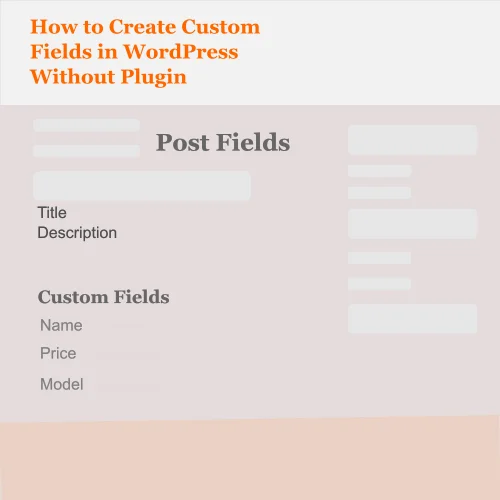 How to Create Custom
Fields in WordPress
Without Plugin
Post Fields
Title
Description
Custom Fields
Name
Price
Model